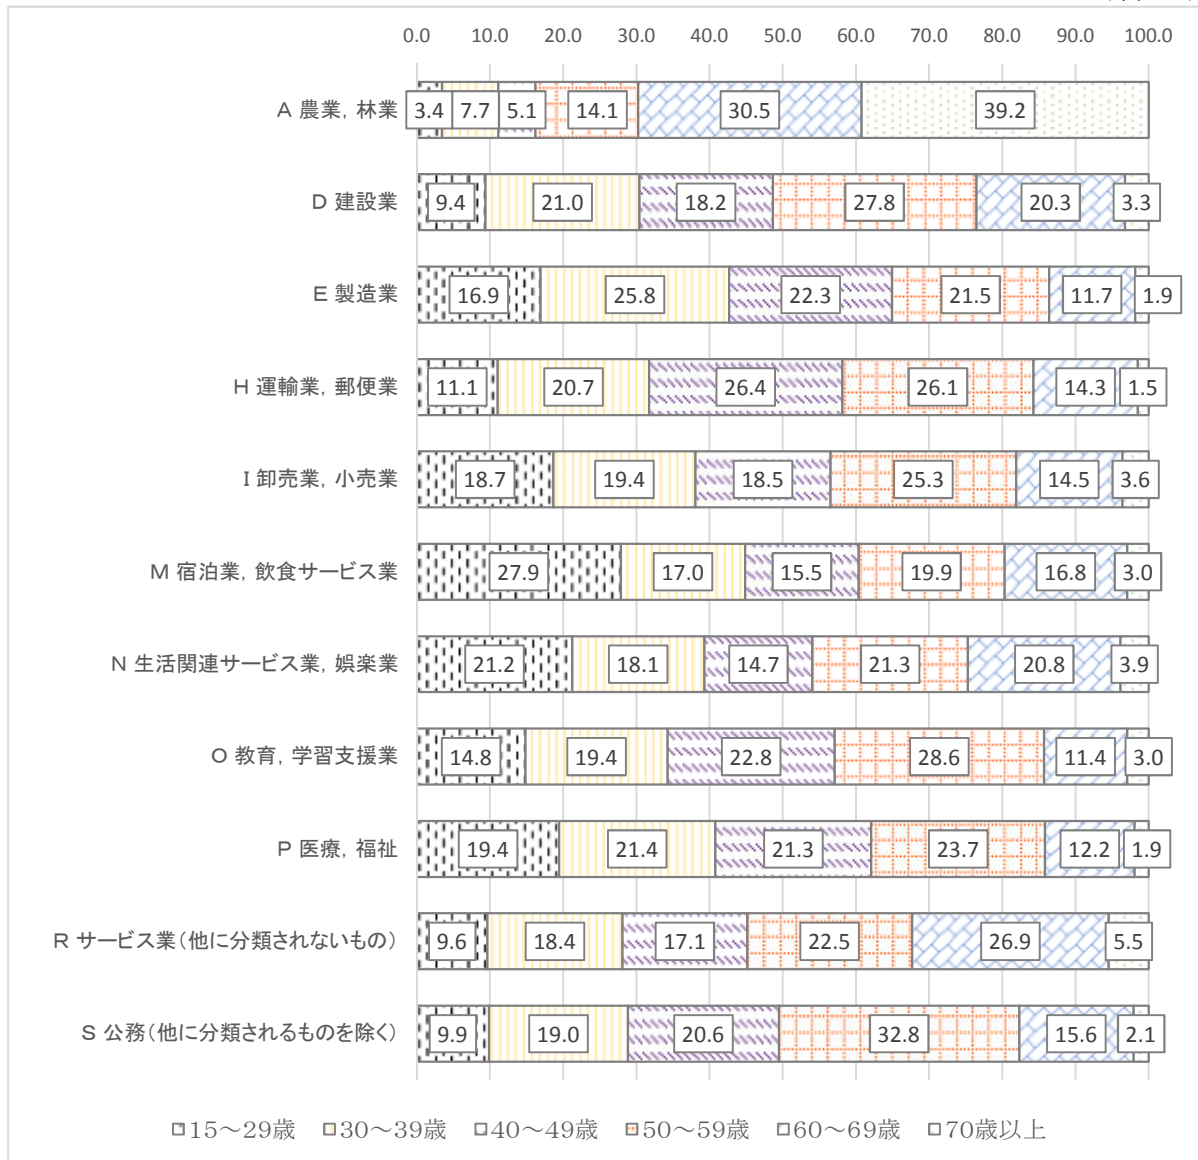 0.0 10.0 20.0 30.0 40.0 50.0 60.0 70.0 80.0 90.0 100.0
A 農業，林業 3.4 7.7 5.1 14.1 30.5 39.2
D 建設業 9.4 21.0 18.2 27.8 20.3 3.3
E 製造業 16.9 25.8 22.3 21.5 11.7 1.9
H 運輸業，郵便業 11.1 20.7 26.4 26.1 14.3 1.5
I 卸売業，小売業 18.7 19.4 18.5 25.3 14.5 3.6
M 宿泊業，飲食サービス業 27.9 17.0 15.5 19.9 16.8 3.0
N 生活関連サービス業，娯楽業 21.2 18.1 14.7 21.3 20.8 3.9
O 教育，学習支援業 14.8 19.4 22.8 28.6 11.4 3.0
P 医療，福祉 19.4 21.4 21.3 23.7 12.2 1.9
R サービス業（他に分類されないもの） 9.6 18.4 17.1 22.5 26.9 5.5
S 公務（他に分類されるものを除く） 9.9 19.0 20.6 32.8 15.6 2.1
15～29歳 30～39歳 40～49歳 50～59歳 60～69歳 70歳以上